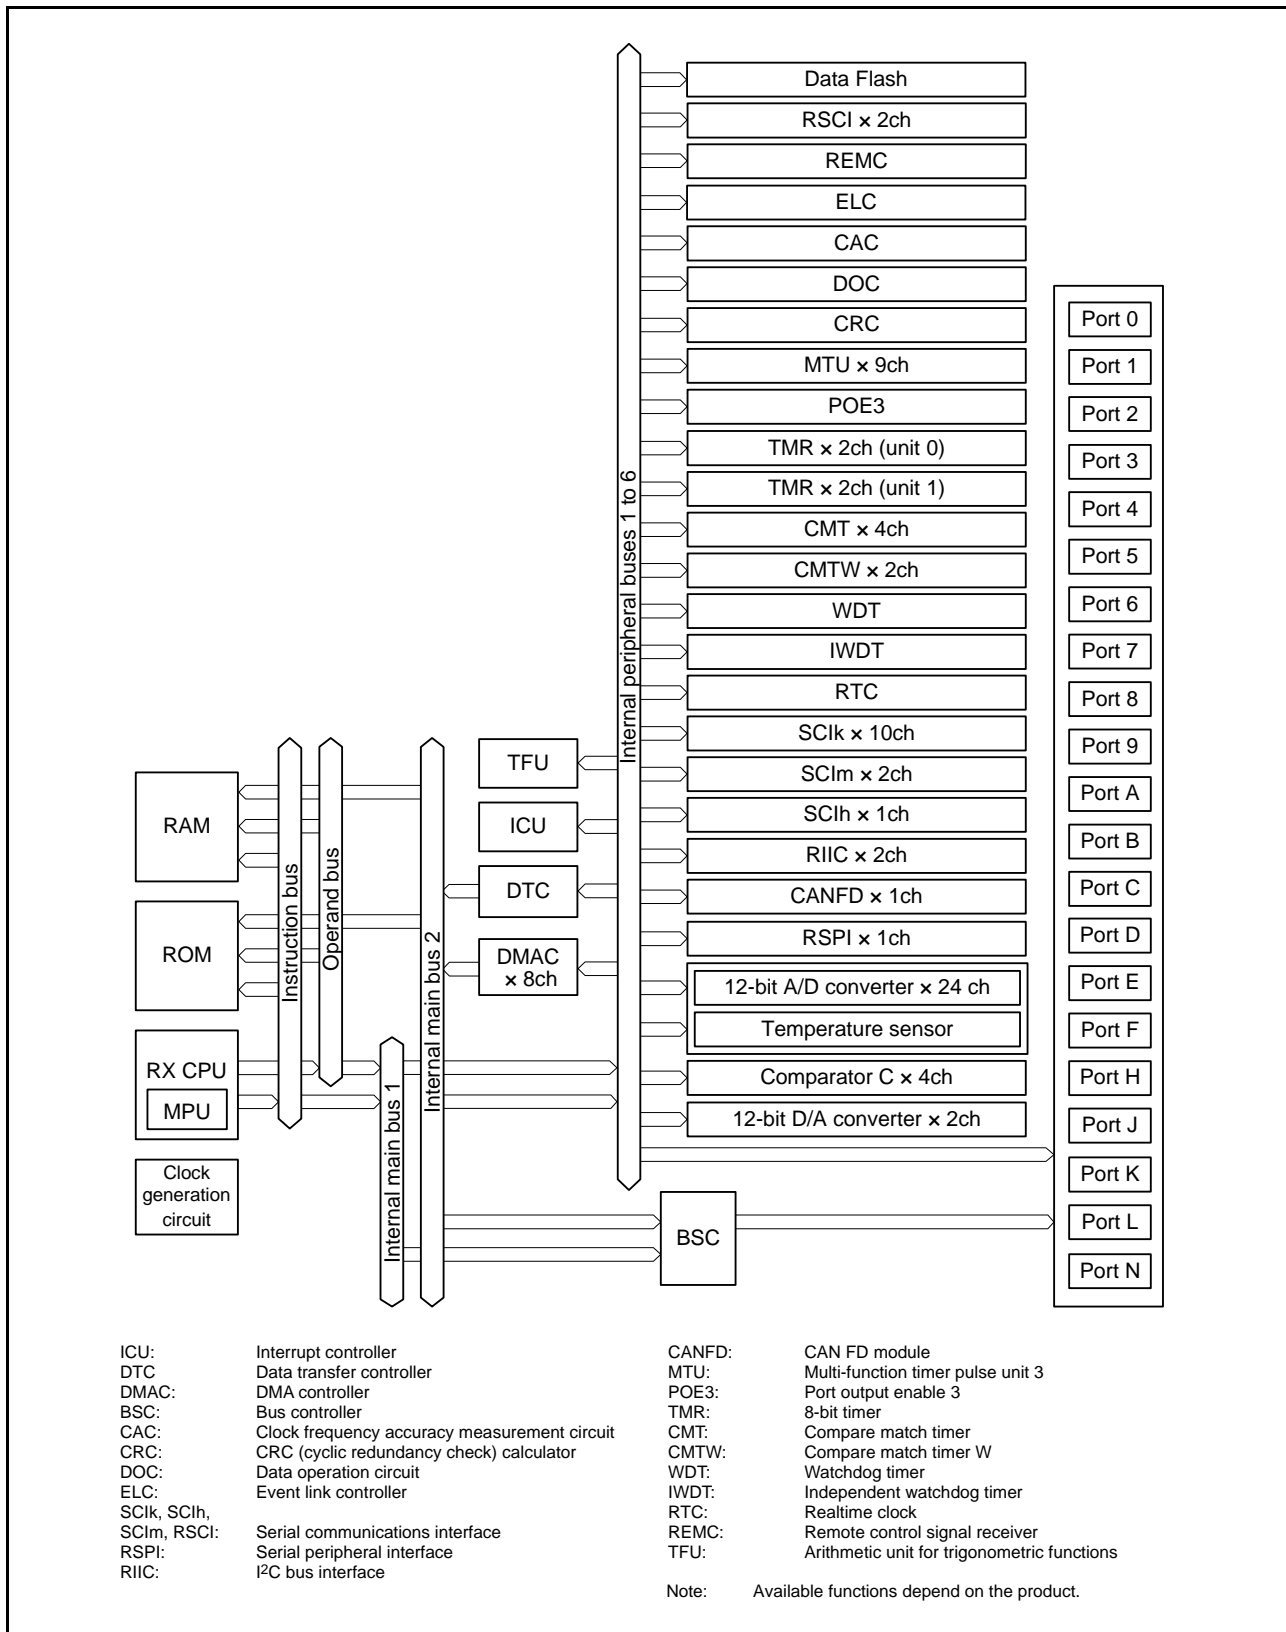 Data Flash
RSCI × 2ch
REMC
ELC
CAC
DOC
CRC
MTU × 9ch
POE3
TMR × 2ch (unit 0)
TMR × 2ch (unit 1)
CMT × 4ch
CMTW × 2ch
WDT
IWDT
RTC
SCIk × 10ch
SCIm × 2ch
SCIh × 1ch
RIIC × 2ch
CANFD × 1ch
RSPI × 1ch
12-bit A/D converter × 24 ch
Temperature sensor
Comparator C × 4ch
12-bit D/A converter × 2ch
Port 0
Port 1
Port 2
Port 3
Port 4
Port 5
Port 6
Port 7
Port 8
Port 9
Port A
Port B
Port C
Port D
Port E
Port F
Port H
Port J
Port K
Port L
Port N
Internal peripheral buses 1 to 6
TFU
ICU
DTC
DMAC
× 8ch
RAM
ROM
RX CPU
MPU
Clock
generation
circuit
Instruction bus
Operand bus
Internal main bus 1
Internal main bus 2
BSC
ICU: Interrupt controller
DTC Data transfer controller
DMAC: DMA controller
BSC: Bus controller
CAC: Clock frequency accuracy measurement circuit
CRC: CRC (cyclic redundancy check) calculator
DOC: Data operation circuit
ELC: Event link controller
SCIk, SCIh,
SCIm, RSCI: Serial communications interface
RSPI: Serial peripheral interface
RIIC: I2C bus interface
CANFD: CAN FD module
MTU: Multi-function timer pulse unit 3
POE3: Port output enable 3
TMR: 8-bit timer
CMT: Compare match timer
CMTW: Compare match timer W
WDT: Watchdog timer
IWDT: Independent watchdog timer
RTC: Realtime clock
REMC: Remote control signal receiver
TFU: Arithmetic unit for trigonometric functions
Note: Available functions depend on the product.